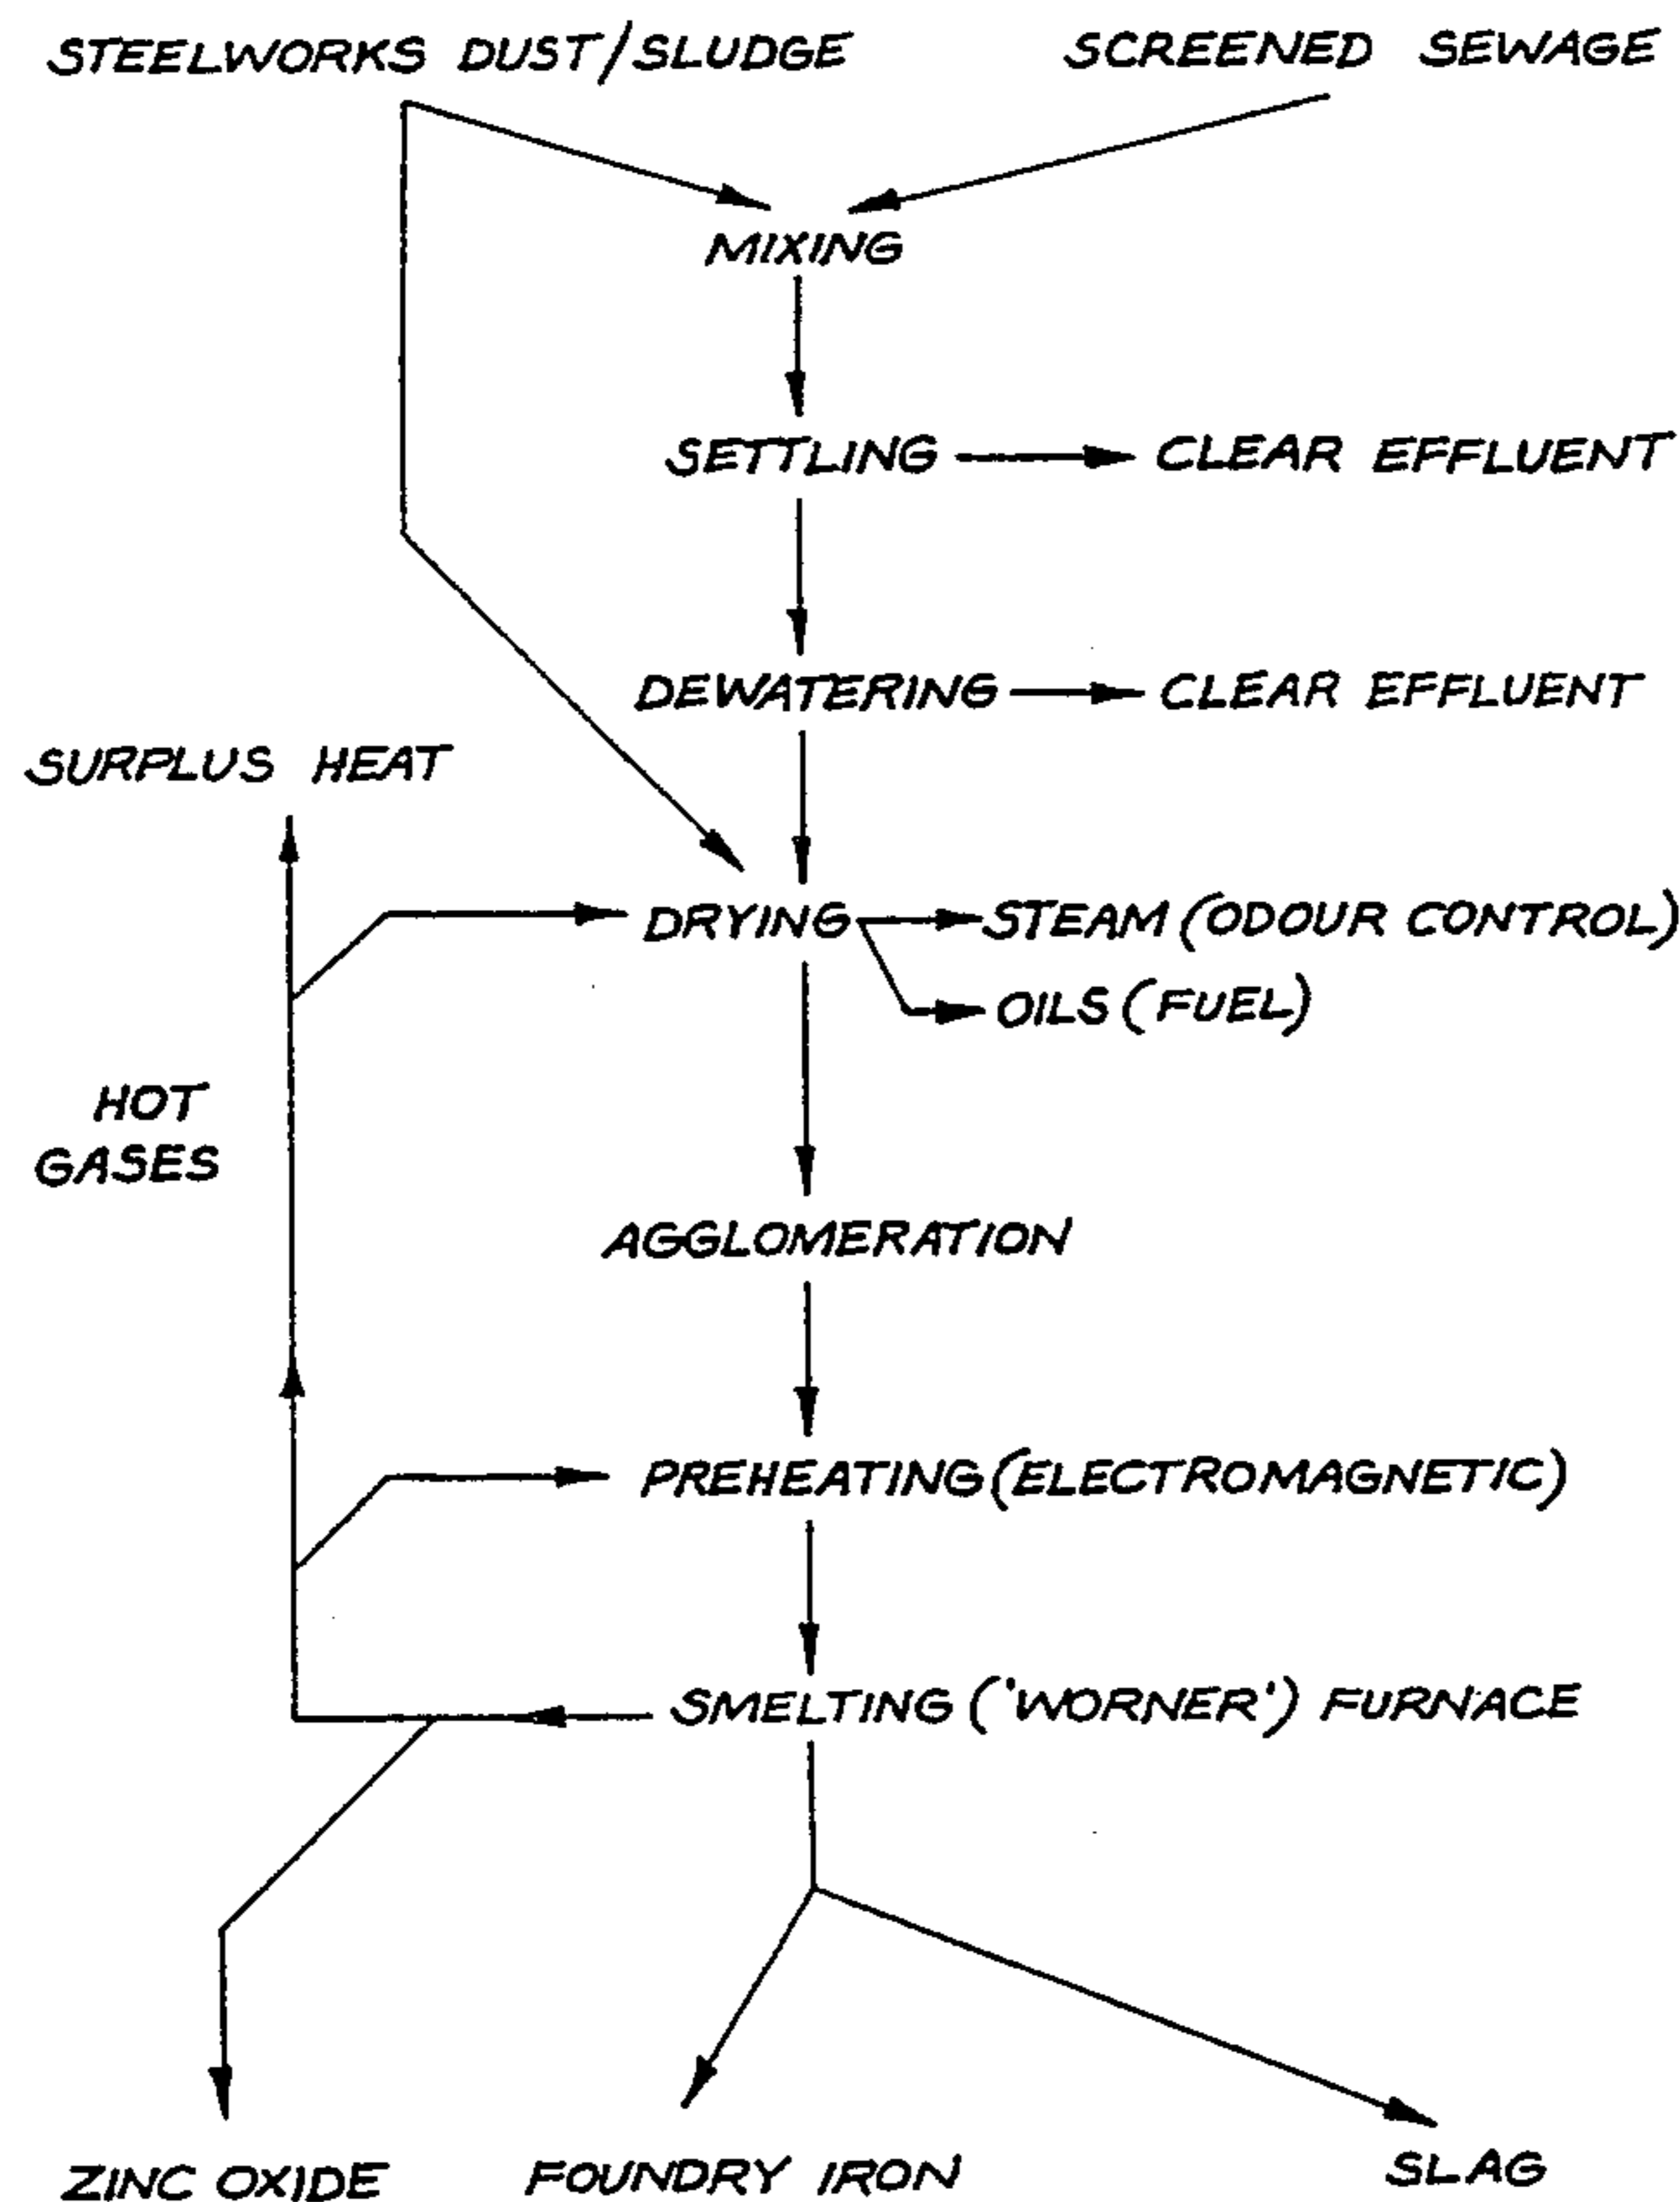 STEELWORKS DUST/SLUDGE
SCREENED SEWAGE
MIXING
SETTLING
CLEAR EFFLUENT
DEWATERING
CLEAR EFFLUENT
SURPLUS HEAT
DRYING
STEAM (ODOUR CONTROL)
OILS (FUEL)
HOT
GASES
AGGLOMERATION
PREHEATING (ELECTROMAGNETIC)
SMELTING ('WORNER') FURNACE
ZINC OXIDE
FOUNDRY IRON
SLAG